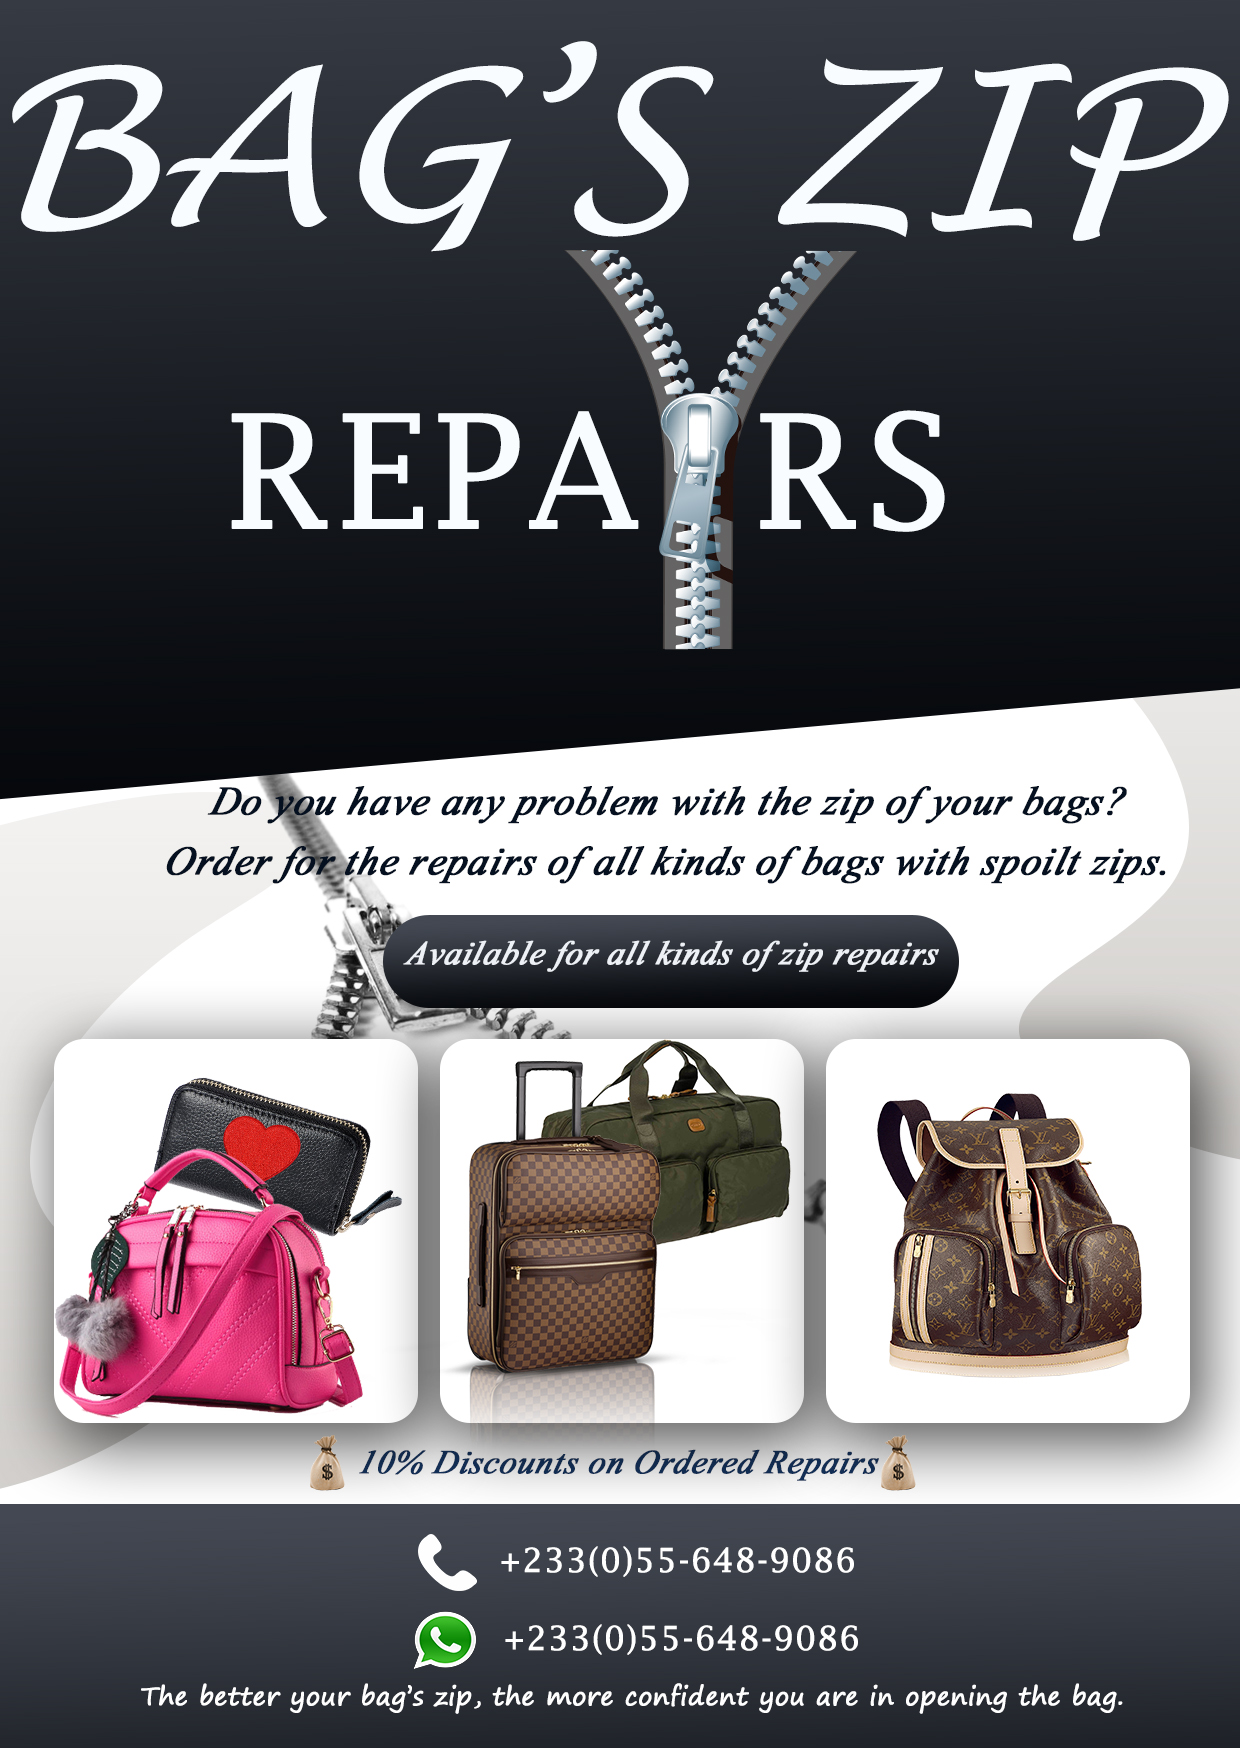 BAG'S ZIP
REPAIRS
Do you have any problem with the zip of your bags?
Order for the repairs of all kinds of bags with spoilt zips.
Available for all kinds of zip repairs
10% Discounts on Ordered Repairs
+233(0)55-648-9086
+233(0)55-648-9086
The better your bag's zip, the more confident you are in opening the bag.